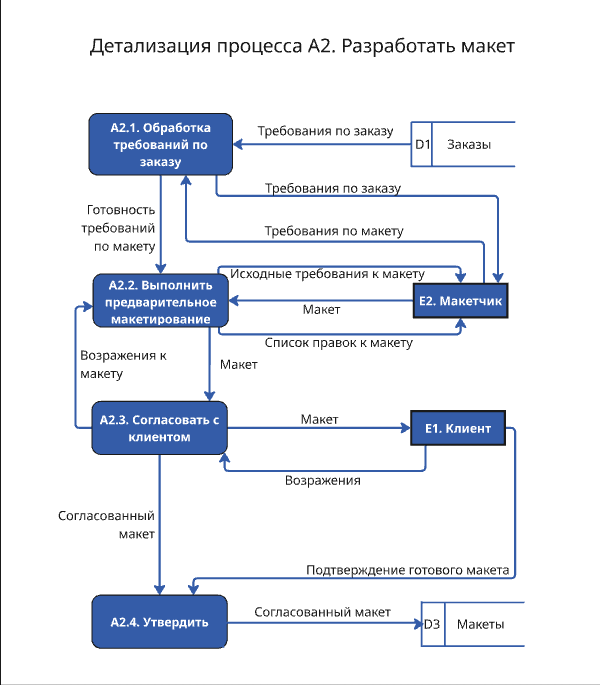 Детализация процесса А2. Разработать макет
А2.1. Обработка
требований по
заказу
Требования по заказу
D1
Заказы
Требования по заказу
Готовность
требований
по макету
Требования по макету
Исходные требования к макету
А2.2. Выполнить
предварительное
макетирование
Макет
Е2. Макетчик
Список правок к макету
Возражения к
макету
Макет
А2.3. Согласовать с
клиентом
Макет
Е1. Клиент
Возражения
Согласованный
макет
Подтверждение готового макета
А2.4. Утвердить
Согласованный макет
D3
Макеты